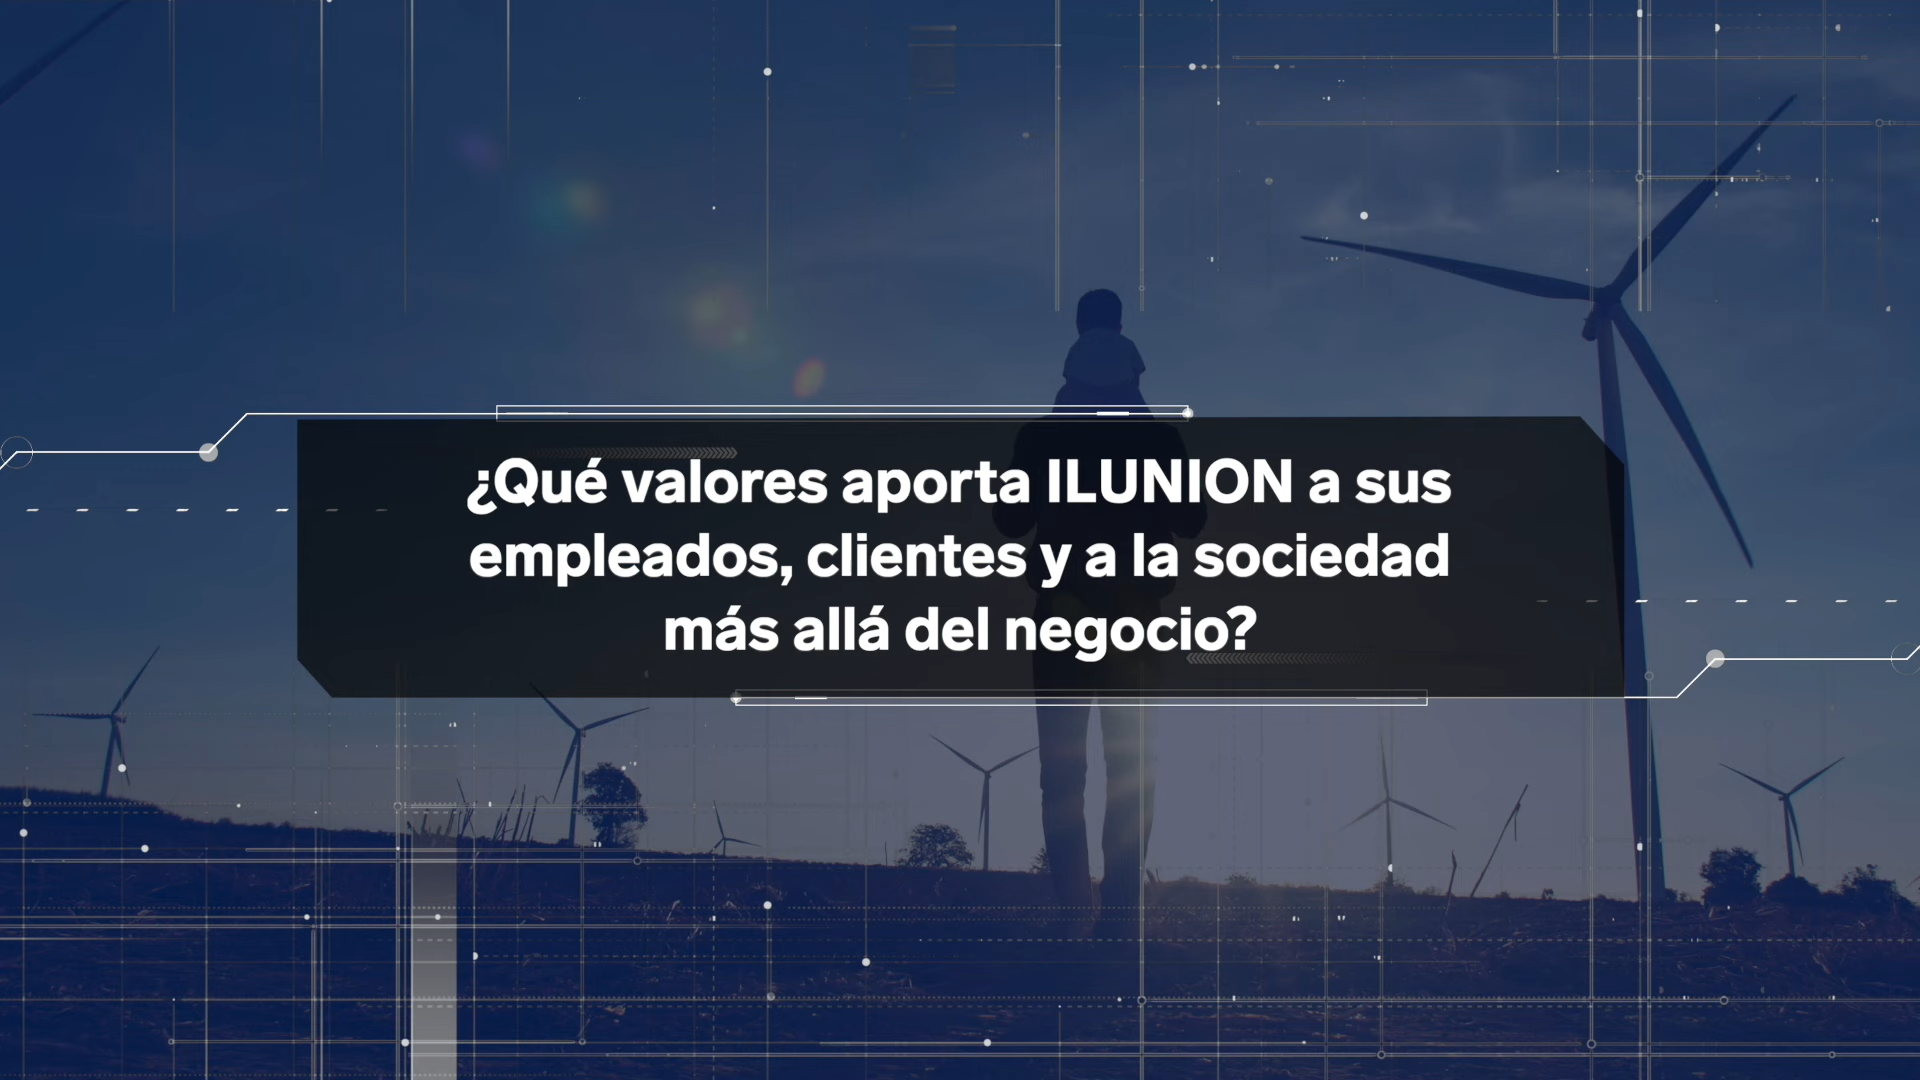 ¿Qué valores aporta ILUNION a sus
empleados, clientes y a la sociedad
más allá del negocio?